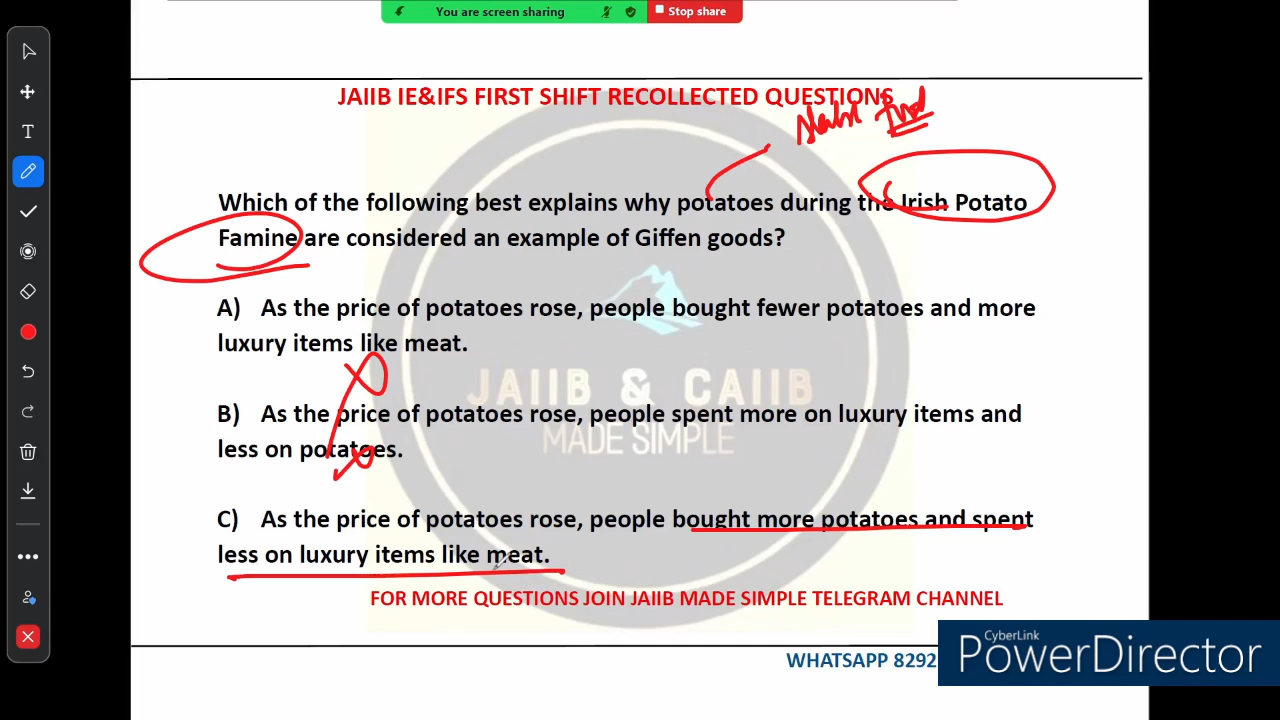 You are screen sharing Stop share
JAIIB IE&IFS FIRST SHIFT RECOLLECTED QUESTIONS
Which of the following best explains why potatoes during the Irish Potato
Famine are considered an example of Giffen goods?
A) As the price of potatoes rose, people bought fewer potatoes and more
luxury items like meat.
JAIIB & CAIIB
B) As the price of potatoes rose, people spent more on luxury items and
less on potatoes.
MADE SIMPLE
C) As the price of potatoes rose, people bought more potatoes and spent
less on luxury items like meat.
FOR MORE QUESTIONS JOIN JAIIB MADE SIMPLE TELEGRAM CHANNEL
WHATSAPP 8292
CyberLink
PowerDirector